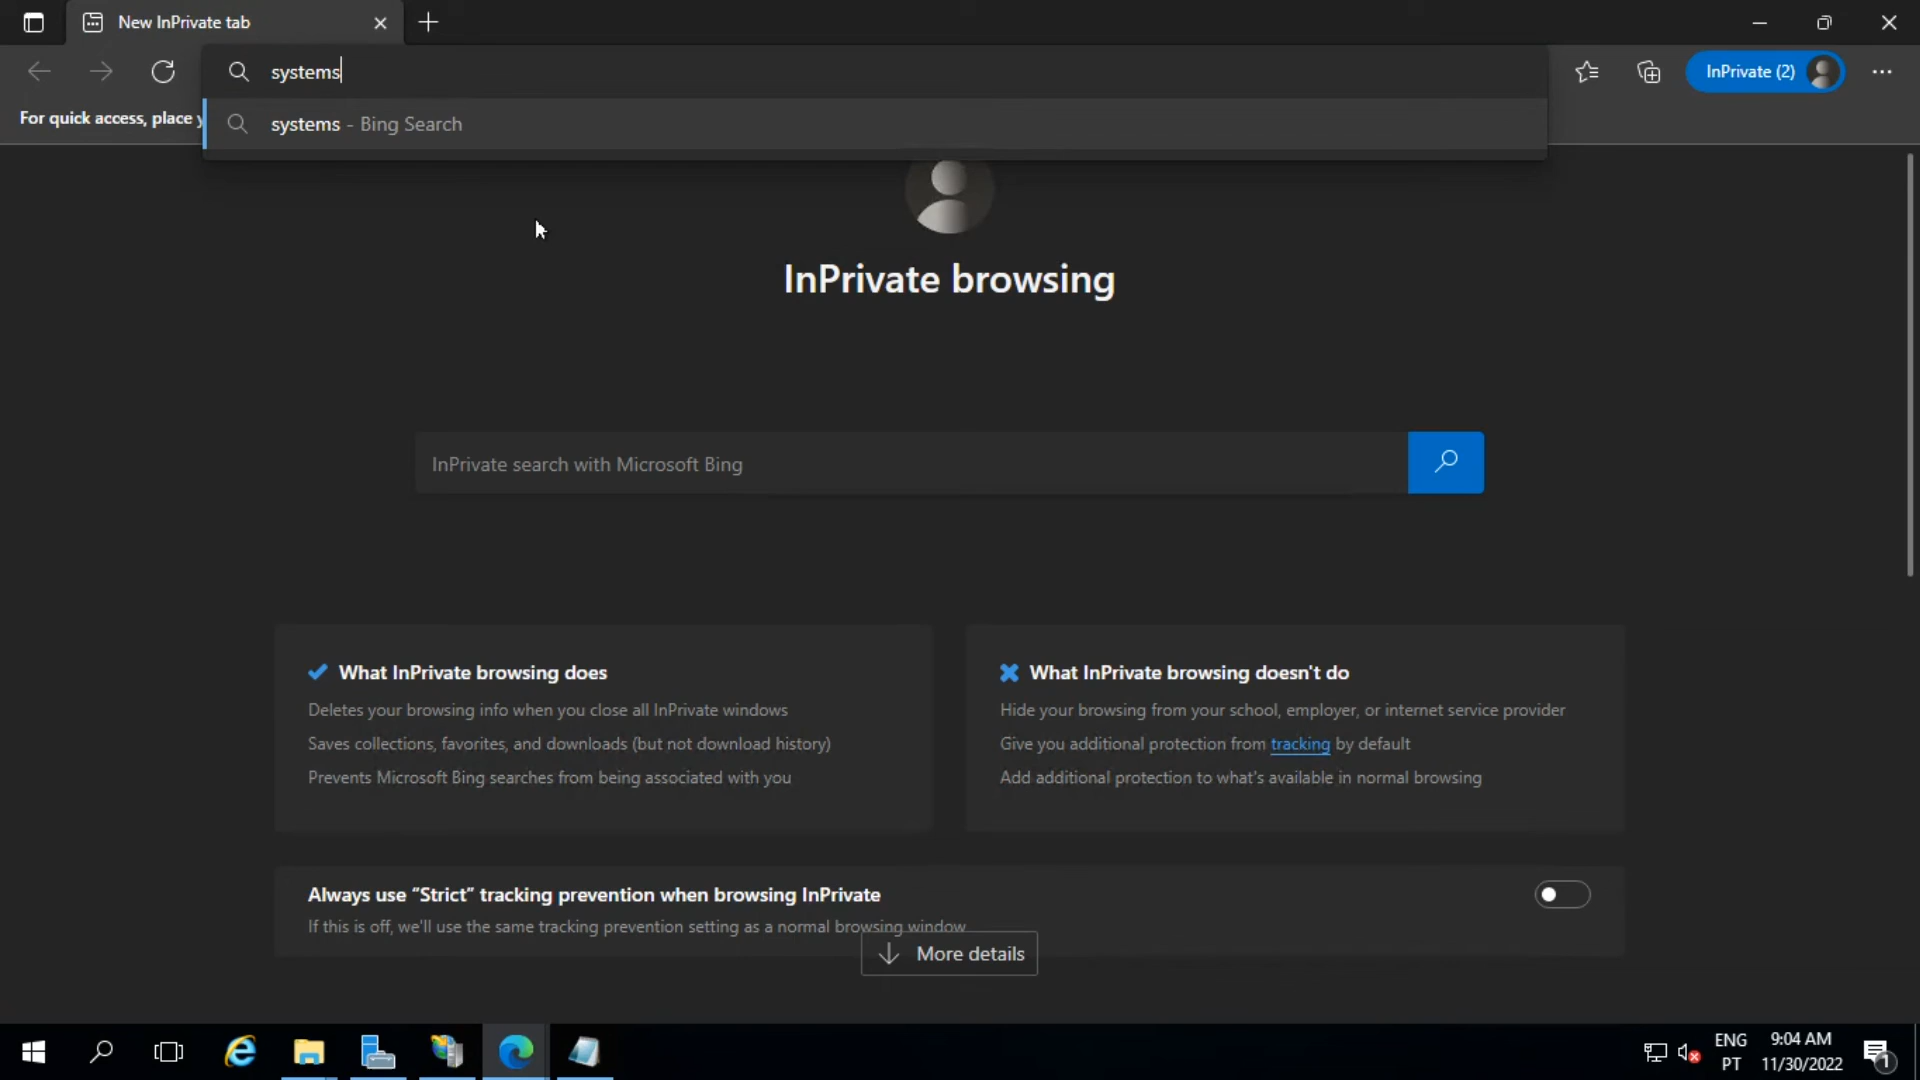 New InPrivate tab
systems
InPrivate (2)
For quick access, place y
systems - Bing Search
InPrivate browsing
InPrivate search with Microsoft Bing
What InPrivate browsing does
Deletes your browsing info when you close all InPrivate windows
Saves collections, favorites, and downloads (but not download history)
Prevents Microsoft Bing searches from being associated with you
What InPrivate browsing doesn't do
Hide your browsing from your school, employer, or internet service provider
Give you additional protection from tracking by default
Add additional protection to what's available in normal browsing
Always use “Strict” tracking prevention when browsing InPrivate
If this is off, we'll use the same tracking prevention setting as a normal browsing window
More details
ENG
PT
9:04 AM
11/30/2022
1